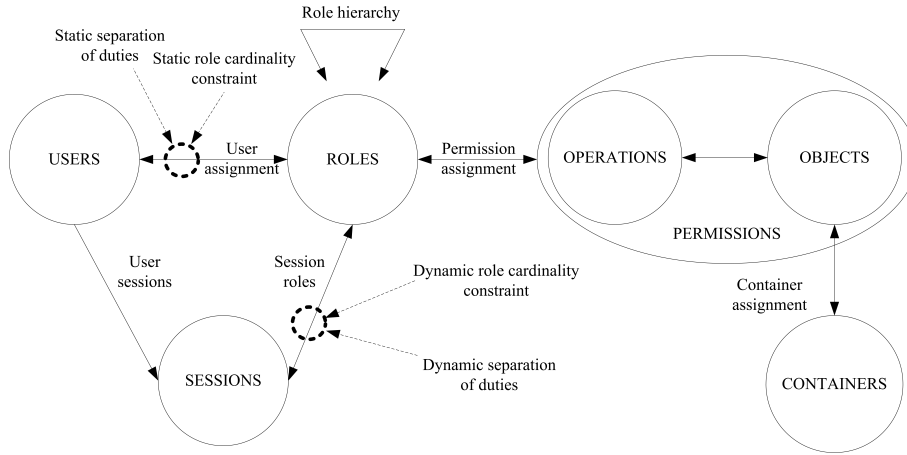 Role hierarchy
Static separation
of duties
Static role cardinality
constraint
USERS
User
assignment
ROLES
Permission
assignment
OPERATIONS
OBJECTS
PERMISSIONS
User
sessions
Session
roles
Dynamic role cardinality
constraint
Container
assignment
Dynamic separation
of duties
SESSIONS
CONTAINERS